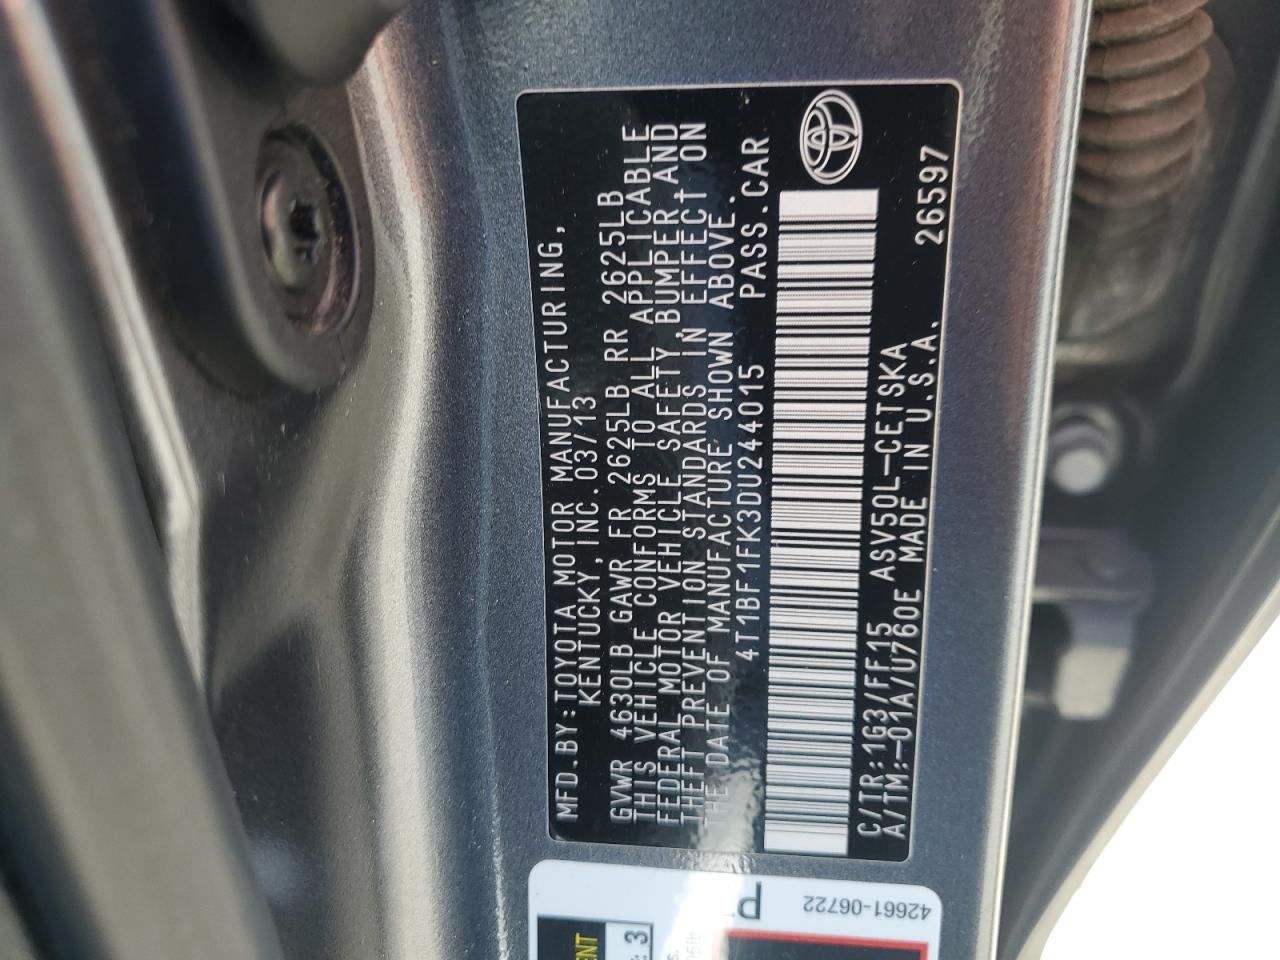 MFD.BY:TOYOTA MOTOR MANUFACTURING,
KENTUCKY, INC. 03/13
GVWR 4630LB GAWR FR 2625LB RR 2625LB
THIS VEHICLE CONFORMS TO ALL APPLICABLE
FEDERAL MOTOR VEHICLE SAFETY,BUMPER AND
THEFT PREVENTION STANDARDS IN EFFECT ON
THE DATE OF MANUFACTURE SHOWN ABOVE.
4T1BF1FK3DU244015 PASS.CAR
C/TR:1G3/FF15 ASV50L-CETSKA
A/TM:-01A/U760E MADE IN U.S.A. 26597
42661-06722